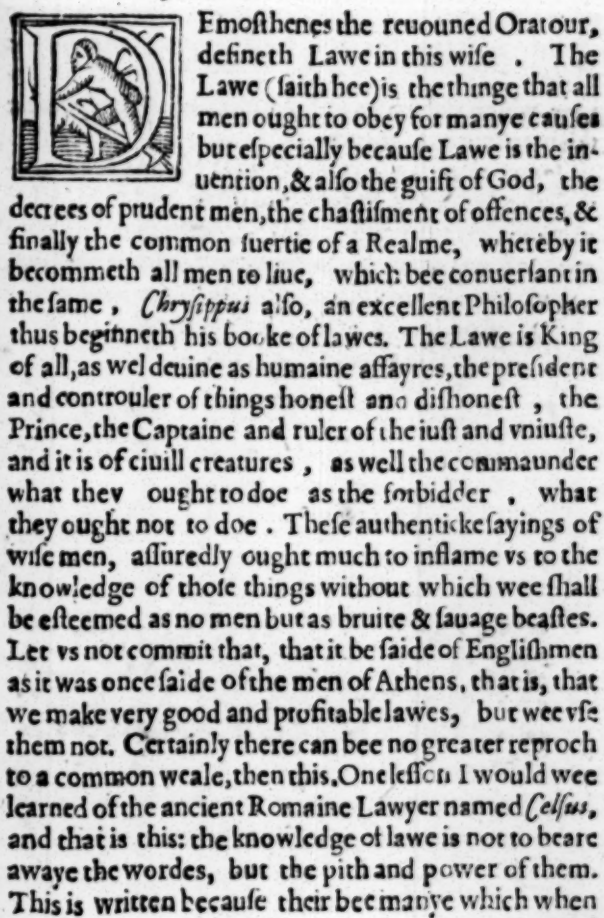 DEmoſthenes the reuouned Oratour,
defineth Lawe in this wiſe . The
Lawe (ſaith hee) is the thinge that all
men ought to obey for manye cauſes
but eſpecially becauſe Lawe is the in-
uention, & alſo the guift of God, the
decrees of prudent men, the chaſtiſment of offences, &
finally the common ſuertie of a Realme, whereby it
becommeth all men to liue, which bee conuerſant in
the ſame , Chryſippus alſo, an excellent Philoſopher
thus beginneth his booke of lawes. The Lawe is King
of all, as wel deuine as humaine affayres, the preſident
and controuler of things honeſt and diſhoneſt , the
Prince, the Captaine and ruler of the iuſt and vniuſte,
and it is of ciuill creatures , as well the commaunder
what they ought to doe as the forbidder , what
they ought not to doe . Theſe authenticke ſayings of
wiſe men, aſſuredly ought much to inflame vs to the
knowledge of thoſe things without which wee ſhall
be eſteemed as no men but as bruite & ſauage beaſtes.
Let vs not commit that, that it be ſaide of Engliſhmen
as it was once ſaide of the men of Athens, that is, that
we make very good and profitable lawes, but wee vſe
them not. Certainly there can bee no greater reproch
to a common weale, then this. One leſſon I would wee
learned of the ancient Romaine Lawyer named Celſus,
and that is this: the knowledge of lawe is not to beare
awaye the wordes, but the pith and power of them.
This is written becauſe their bee manye which when